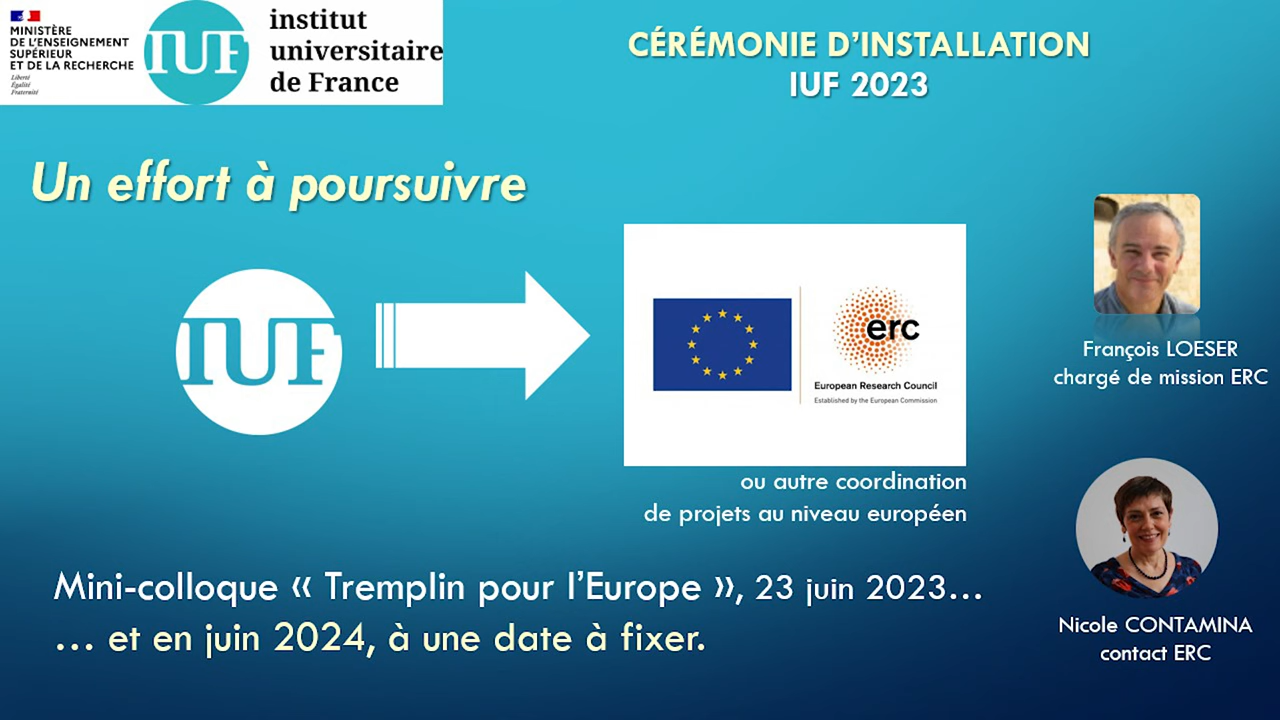 MINISTÈRE
DE L'ENSEIGNEMENT
SUPÉRIEUR
ET DE LA RECHERCHE
Liberté
Égalité
Fraternité
IUF
institut
universitaire
de France
CÉRÉMONIE D’INSTALLATION
IUF 2023
Un effort à poursuivre
IUF
erc
European Research Council
Established by the European Commission
ou autre coordination
de projets au niveau européen
François LOESER
chargé de mission ERC
Nicole CONTAMINA
contact ERC
Mini-colloque « Tremplin pour l’Europe », 23 juin 2023…
… et en juin 2024, à une date à fixer.